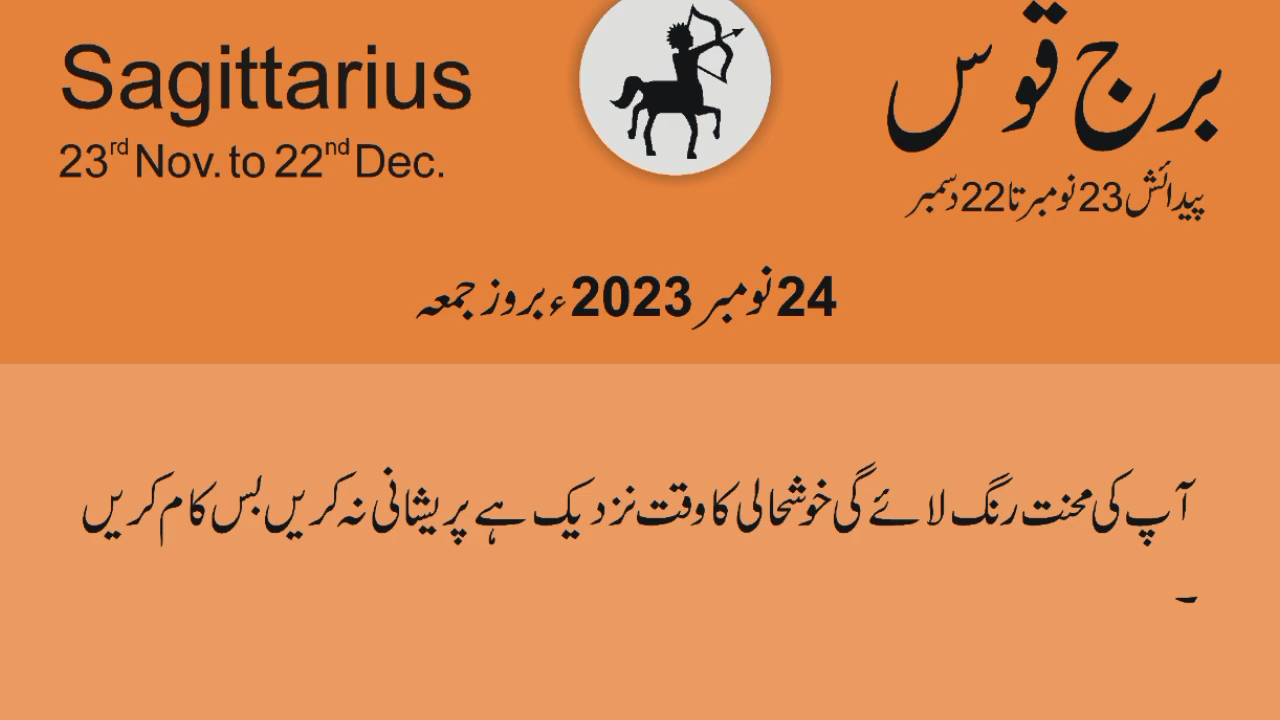 Sagittarius
برج قوس
23rd Nov. to 22nd Dec.
پیدائش 23 نومبر تا 22 دسمبر
24 نومبر 2023ء بروز جمعہ
آپ کی محنت رنگ لائے گی خوشحالی کا وقت نزدیک ہے پریشانی نہ کریں بس کام کریں
۔